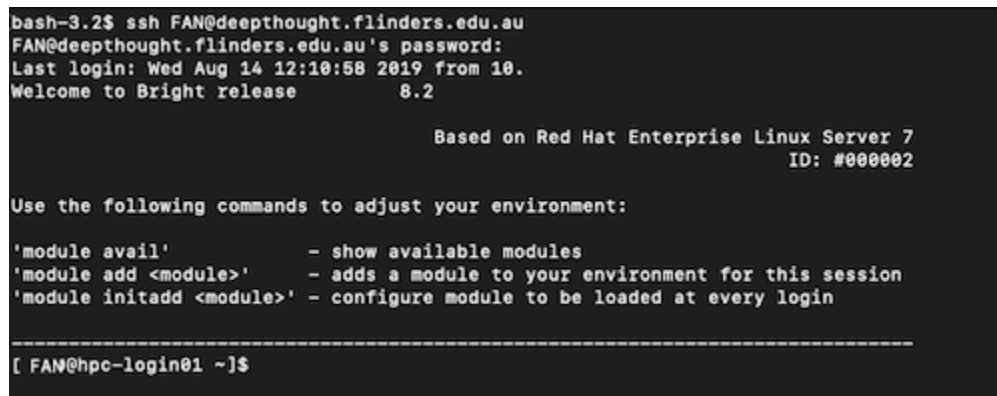 bash-3.2$ ssh FAN@deepthought.flinders.edu.au
FAN@deepthought.flinders.edu.au's password:
Last login: Wed Aug 14 12:10:58 2019 from 10.
Welcome to Bright release 8.2
Based on Red Hat Enterprise Linux Server 7
ID: #000002
Use the following commands to adjust your environment:
'module avail' - show available modules
'module add <module>' - adds a module to your environment for this session
'module initadd <module>' - configure module to be loaded at every login
[ FAN@hpc-login01 ~]$